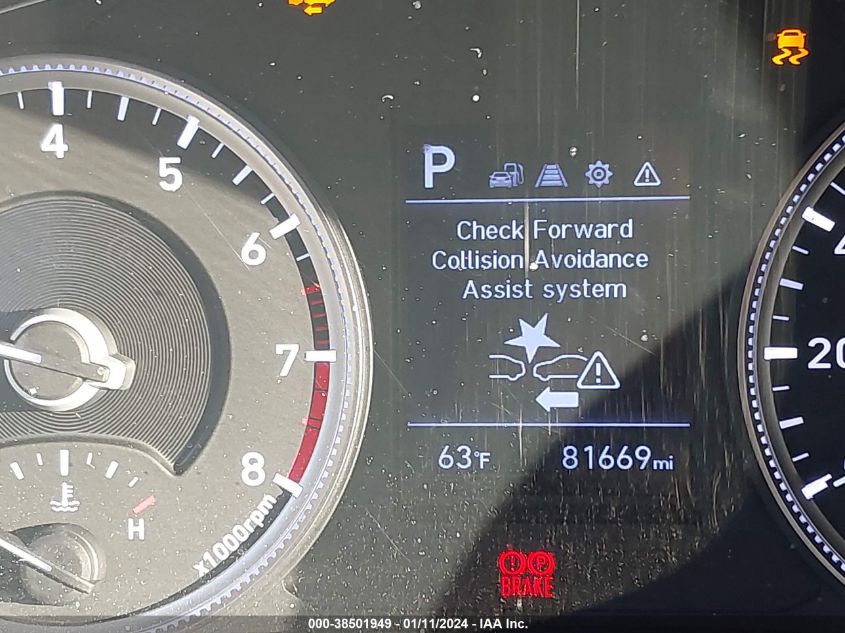 4
5
6
7
8
x1000rpm
H
P
Check Forward
Collision Avoidance
Assist system
63°F 81669mi
20
BRAKE
000-38501949 - 01/11/2024 - IAA Inc.